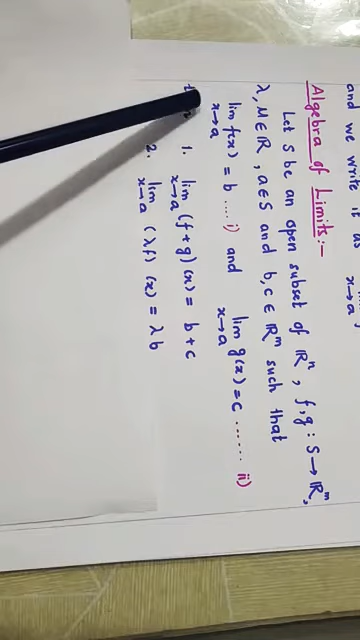 and we write it as lim
x→a
Algebra of Limits:-
Let S be an open subset of ℝⁿ, f,g : S→ℝᵐ,
λ, M∈ℝ, a∈S and b,c ∈ ℝᵐ such that
lim f(x) = b .... i) and lim g(x) = c ....... ii)
x→a x→a
1. lim (f+g)(x) = b+c
x→a
2. lim (λf)(x) = λb
x→a